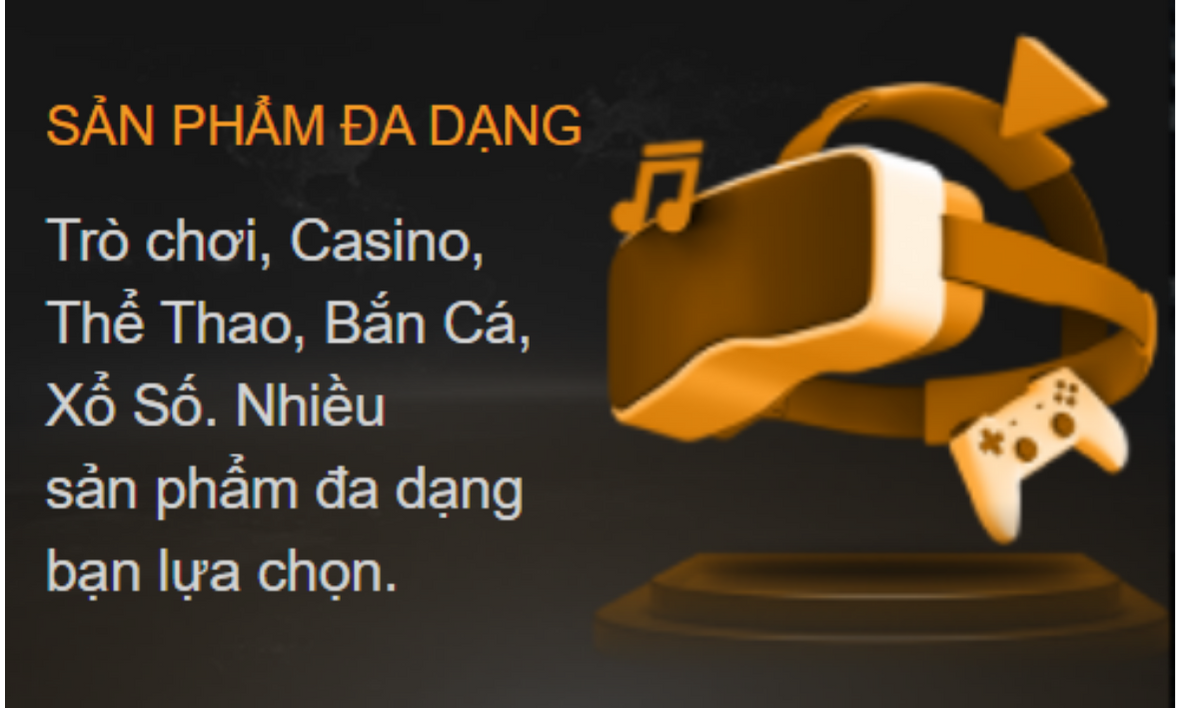 SẢN PHẨM ĐA DẠNG
Trò chơi, Casino,
Thể Thao, Bắn Cá,
Xổ Số. Nhiều
sản phẩm đa dạng
bạn lựa chọn.